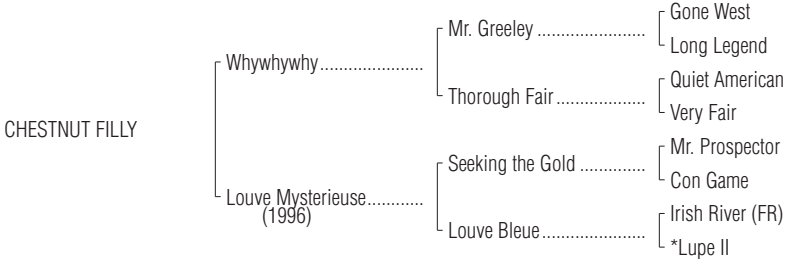 Gone West
Mr. Greeley ........................
Long Legend
Whywhywhy......................
Quiet American
Thorough Fair...................
Very Fair
CHESTNUT FILLY
Mr. Prospector
Seeking the Gold ..............
Con Game
Louve Mysterieuse............
(1996)
Irish River (FR)
Louve Bleue......................
*Lupe II